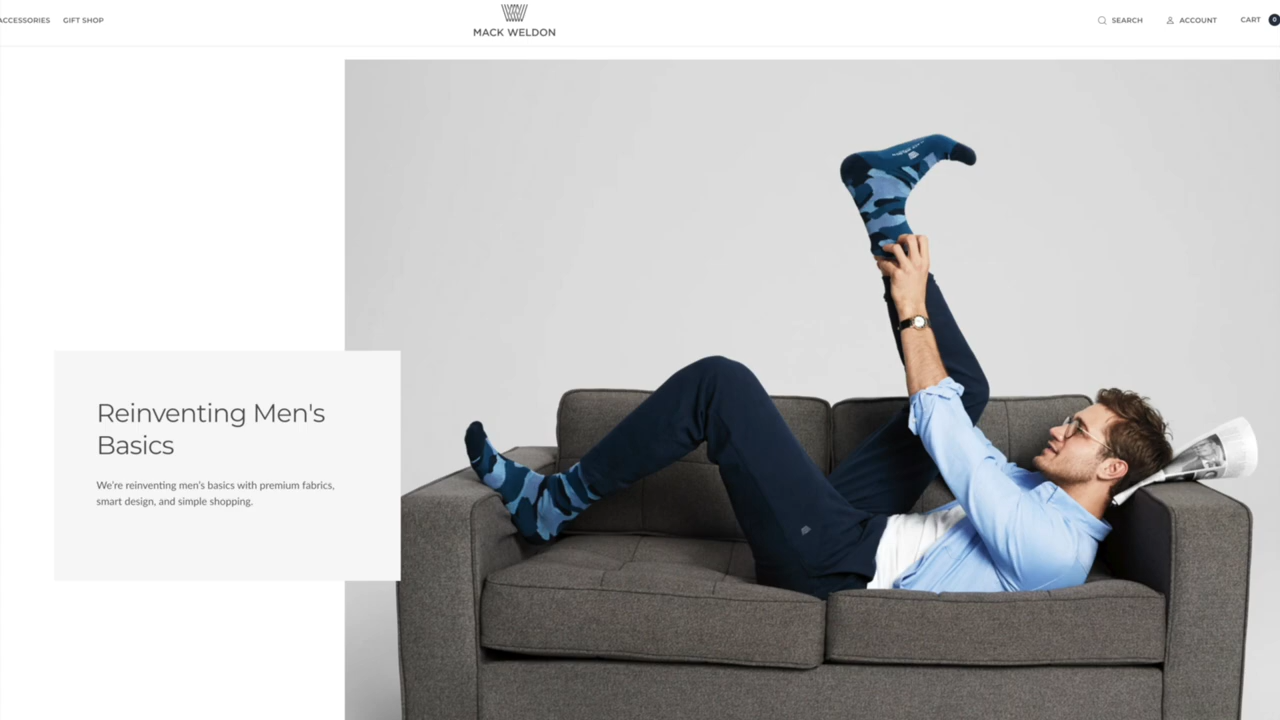 ACCESSORIES GIFT SHOP
MACK WELDON
SEARCH ACCOUNT CART 0
Reinventing Men's
Basics
We're reinventing men's basics with premium fabrics,
smart design, and simple shopping.